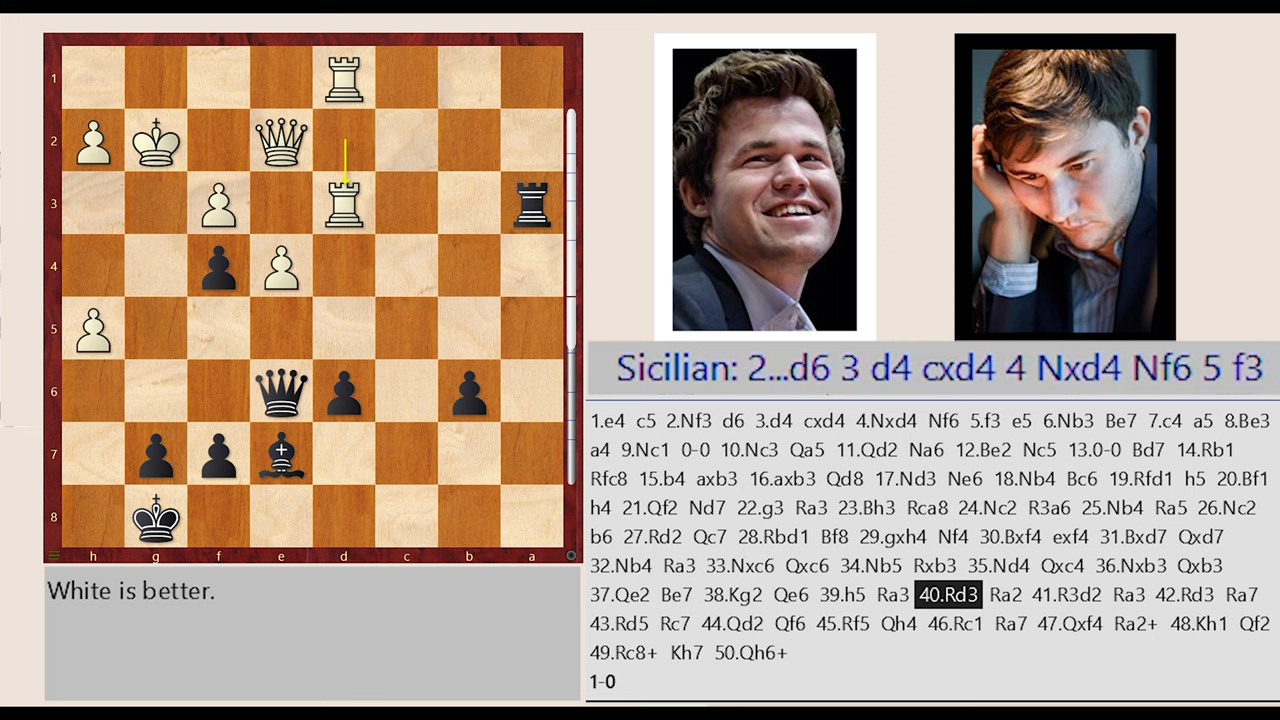 1
2
3
4
5
6
7
8
h g f e d c b a
White is better.
Sicilian: 2...d6 3 d4 cxd4 4 Nxd4 Nf6 5 f3
1.e4 c5 2.Nf3 d6 3.d4 cxd4 4.Nxd4 Nf6 5.f3 e5 6.Nb3 Be7 7.c4 a5 8.Be3
a4 9.Nc1 0-0 10.Nc3 Qa5 11.Qd2 Na6 12.Be2 Nc5 13.0-0 Bd7 14.Rb1
Rfc8 15.b4 axb3 16.axb3 Qd8 17.Nd3 Ne6 18.Nb4 Bc6 19.Rfd1 h5 20.Bf1
h4 21.Qf2 Nd7 22.g3 Ra3 23.Bh3 Rca8 24.Nc2 R3a6 25.Nb4 Ra5 26.Nc2
b6 27.Rd2 Qc7 28.Rbd1 Bf8 29.gxh4 Nf4 30.Bxf4 exf4 31.Bxd7 Qxd7
32.Nb4 Ra3 33.Nxc6 Qxc6 34.Nb5 Rxb3 35.Nd4 Qxc4 36.Nxb3 Qxb3
37.Qe2 Be7 38.Kg2 Qe6 39.h5 Ra3 40.Rd3 Ra2 41.R3d2 Ra3 42.Rd3 Ra7
43.Rd5 Rc7 44.Qd2 Qf6 45.Rf5 Qh4 46.Rc1 Ra7 47.Qxf4 Ra2+ 48.Kh1 Qf2
49.Rc8+ Kh7 50.Qh6+
1-0